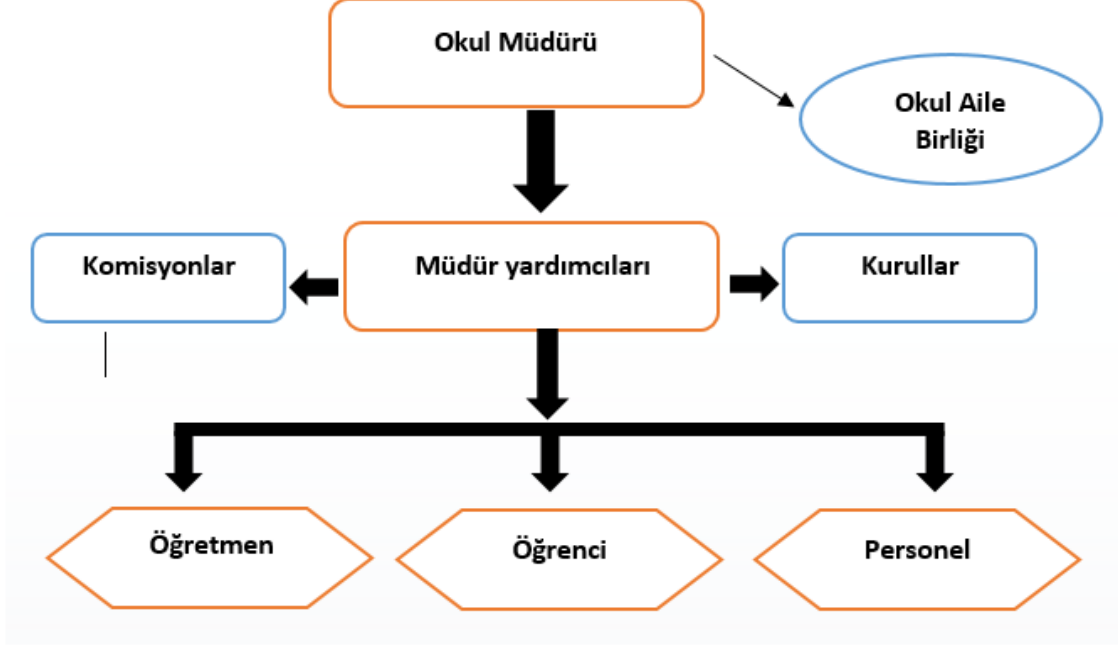 Okul Müdürü
Okul Aile
Birliği
Komisyonlar
Müdür yardımcıları
Kurullar
Öğretmen
Öğrenci
Personel